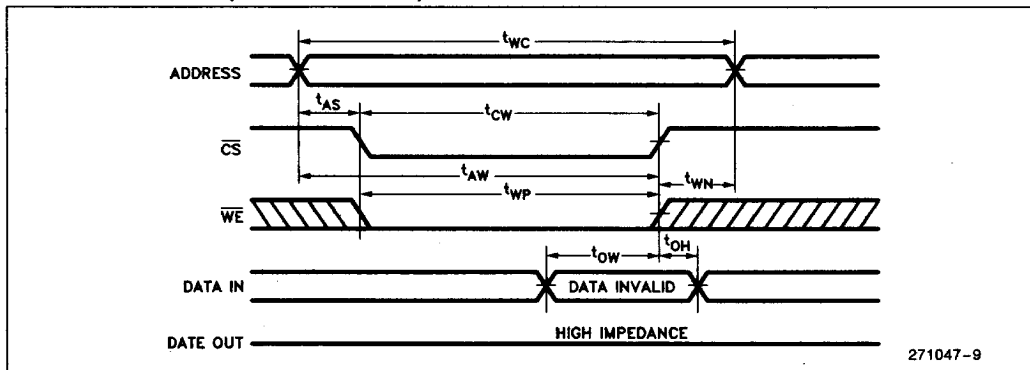 tWC
ADDRESS
tAS
tCW
CS
tAW
tWN
tWP
WE
tOW
tOH
DATA IN
DATA INVALID
HIGH IMPEDANCE
DATE OUT
271047-9